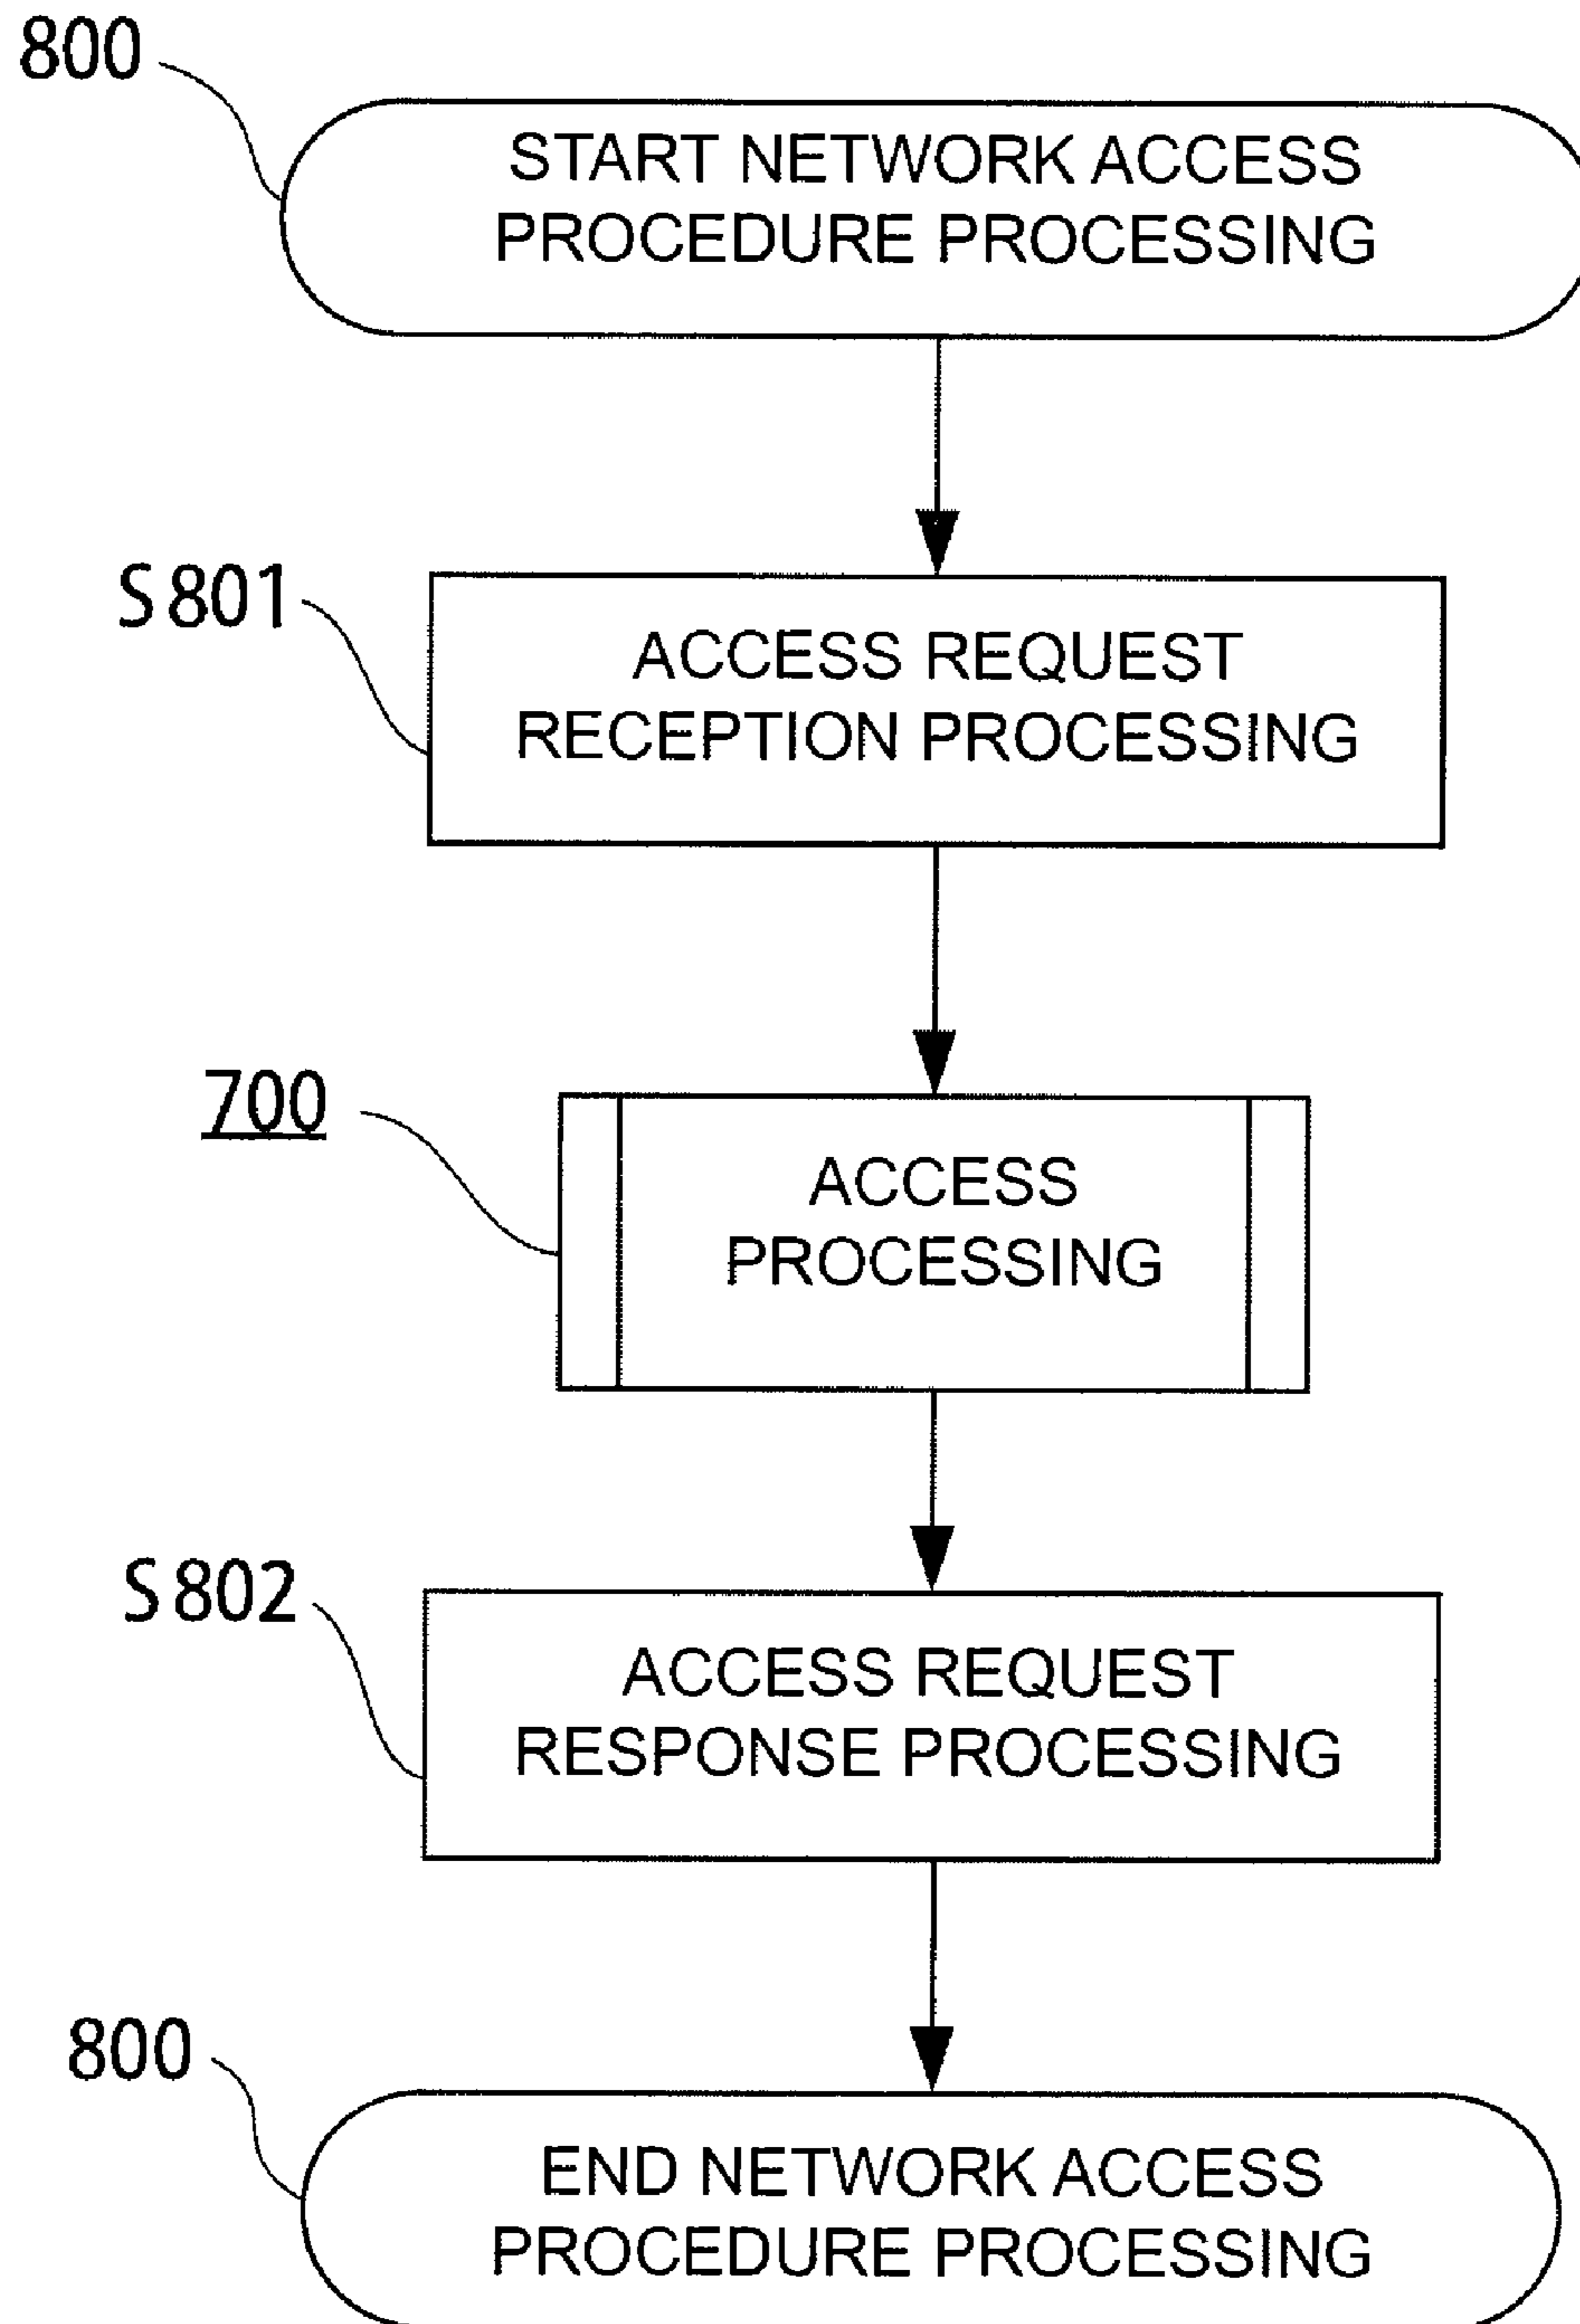 800
START NETWORK ACCESS
PROCEDURE PROCESSING
S801
ACCESS REQUEST
RECEPTION PROCESSING
700
ACCESS
PROCESSING
S802
ACCESS REQUEST
RESPONSE PROCESSING
800
END NETWORK ACCESS
PROCEDURE PROCESSING